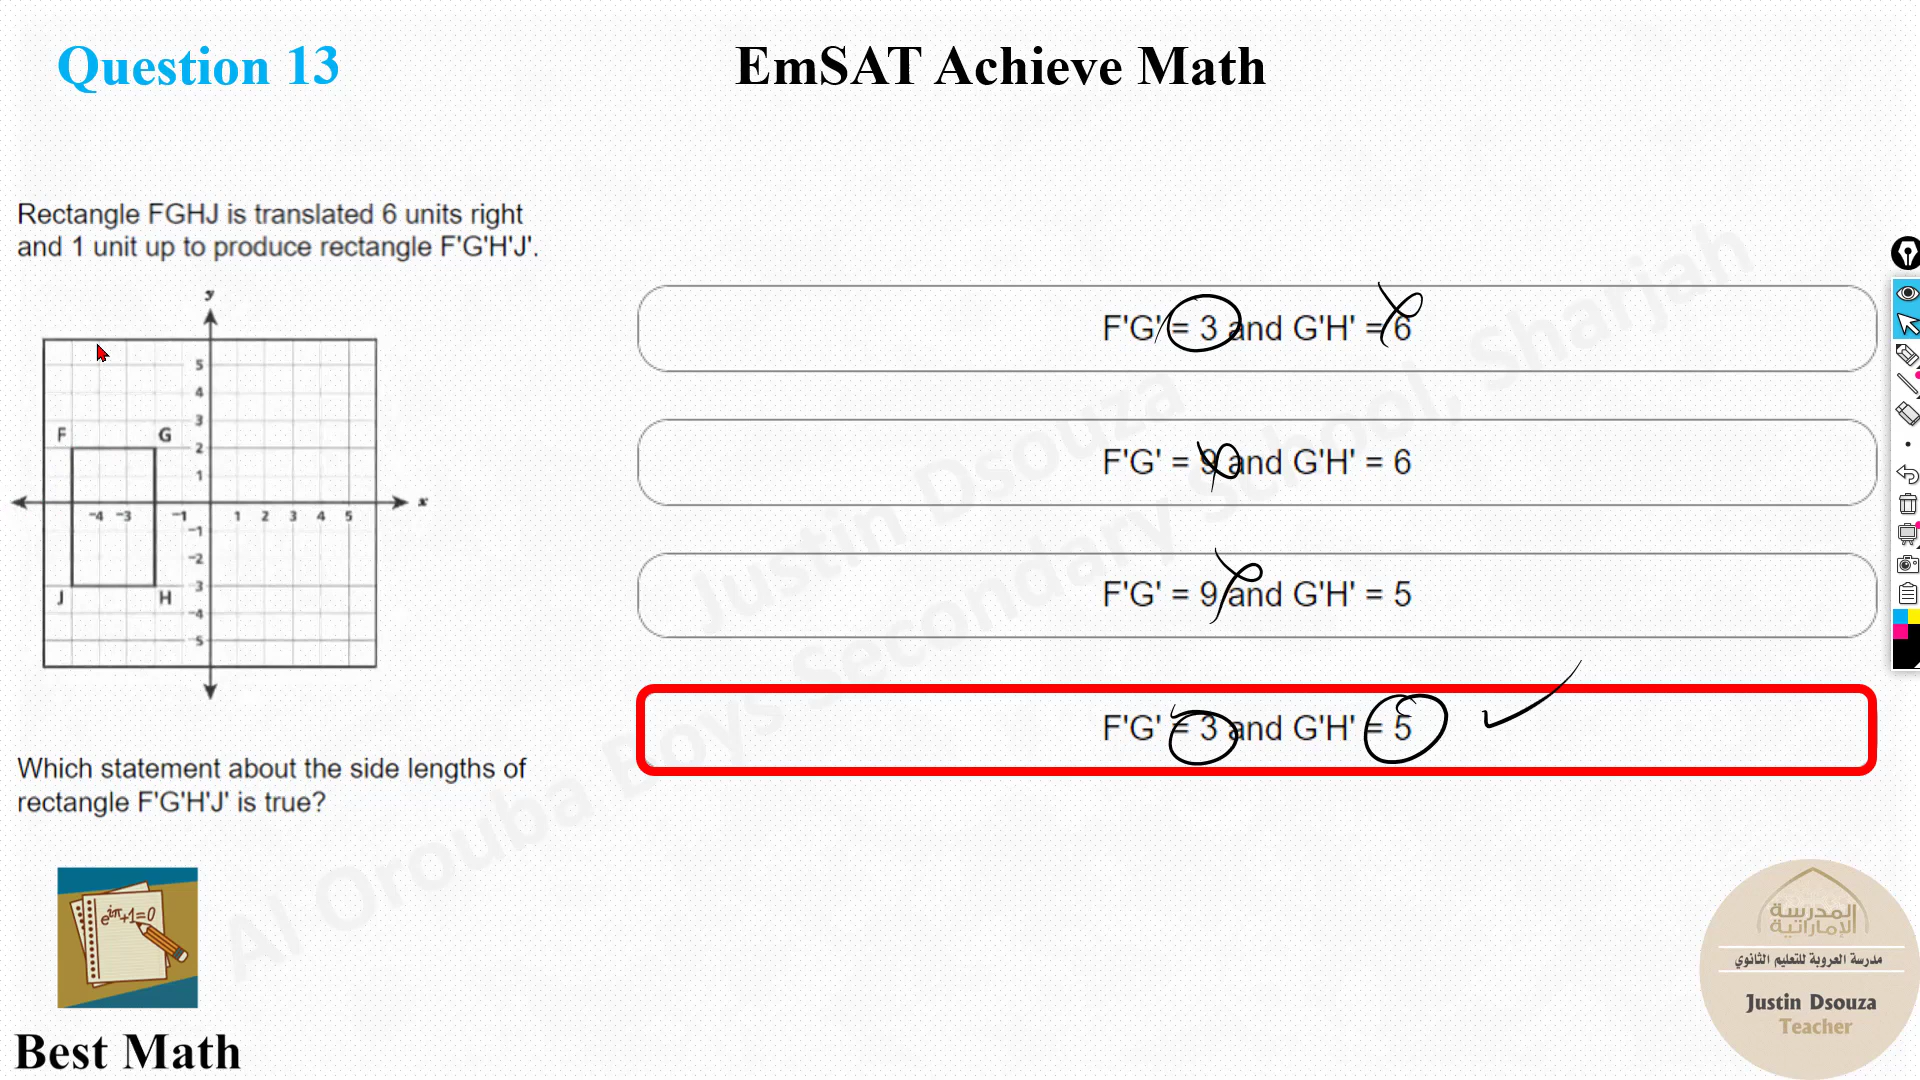 Question 13
EmSAT Achieve Math
Rectangle FGHJ is translated 6 units right
and 1 unit up to produce rectangle F'G'H'J'.
y
5
4
F
G
3
2
1
x
-4 -3 -1 1 2 3 4 5
-1
-2
J
H
-3
-4
-5
Which statement about the side lengths of
rectangle F'G'H'J' is true?
F'G' = 3 and G'H' = 6
F'G' = 9 and G'H' = 6
F'G' = 9 and G'H' = 5
F'G' = 3 and G'H' = 5
Justin Dsouza
Al Orouba Boys Secondary School, Sharjah
e^iπ+1=0
Best Math
المدرسة
الإماراتية
مدرسة العروبة للتعليم الثانوي
Justin Dsouza
Teacher